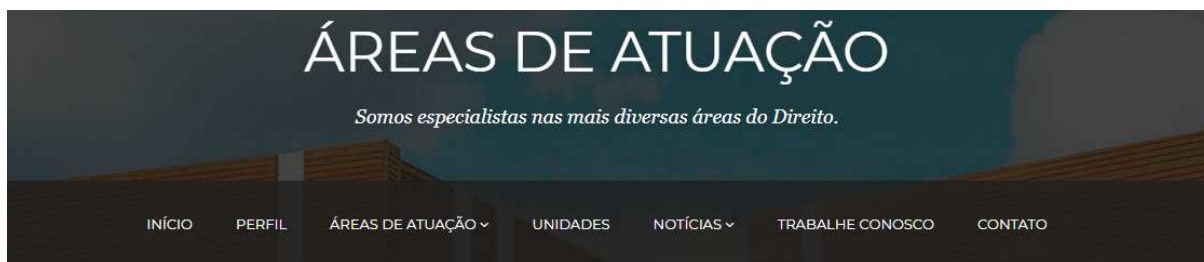 ÁREAS DE ATUAÇÃO
Somos especialistas nas mais diversas áreas do Direito.
INÍCIO PERFIL ÁREAS DE ATUAÇÃO UNIDADES NOTÍCIAS TRABALHE CONOSCO CONTATO